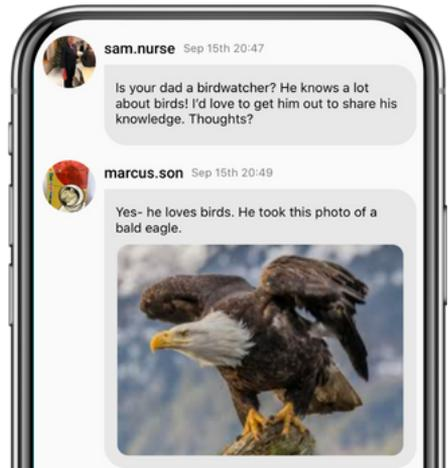 sam.nurse Sep 15th 20:47
Is your dad a birdwatcher? He knows a lot
about birds! I'd love to get him out to share his
knowledge. Thoughts?
marcus.son Sep 15th 20:49
Yes- he loves birds. He took this photo of a
bald eagle.